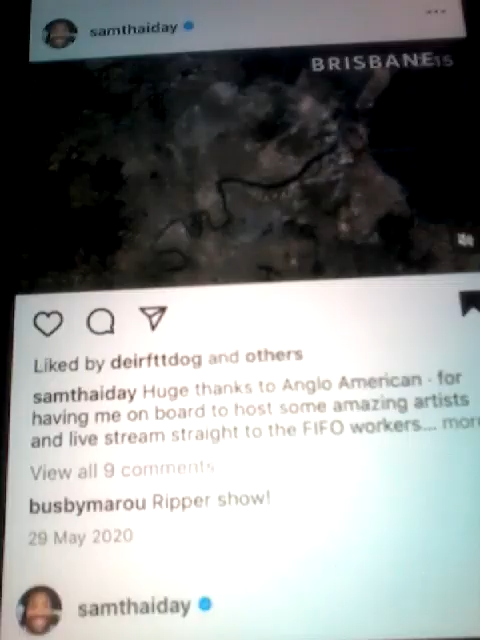 samthaiday
BRISBANE15
Liked by deirfttdog and others
samthaiday Huge thanks to Anglo American - for
having me on board to host some amazing artists
and live stream straight to the FIFO workers... more
View all 9 comments
busbymarou Ripper show!
29 May 2020
samthaiday